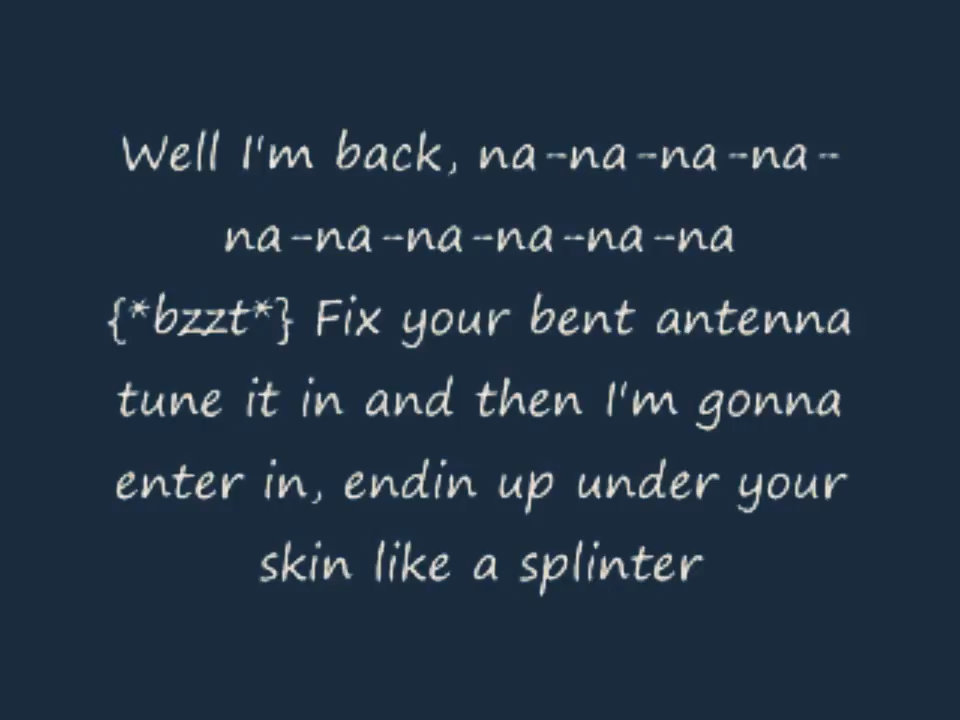 Well I'm back, na-na-na-na-
na-na-na-na-na-na
{*bzzt*} Fix your bent antenna
tune it in and then I'm gonna
enter in, endin up under your
skin like a splinter